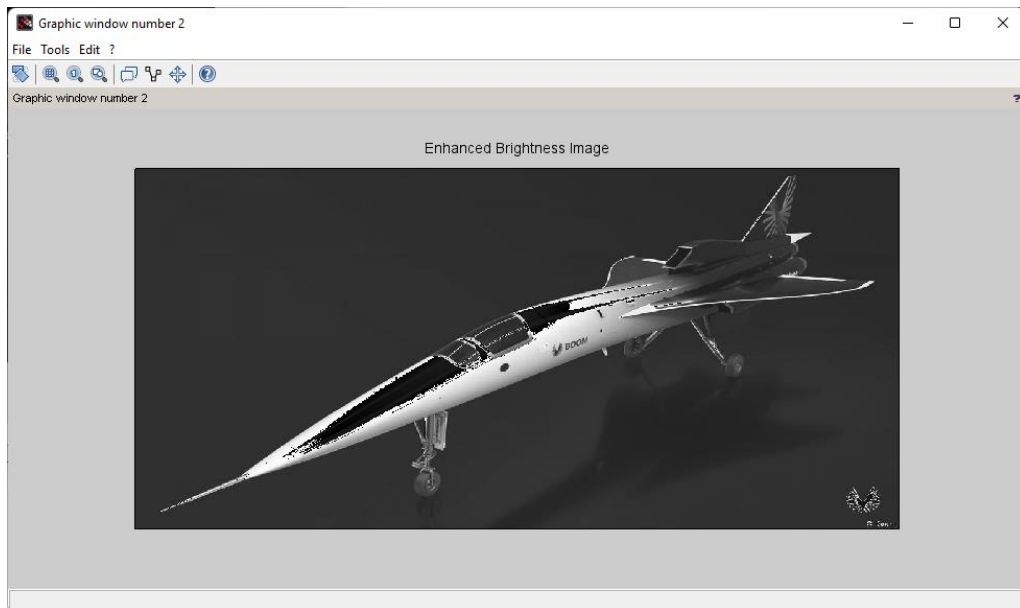 Graphic window number 2
File Tools Edit ?
Graphic window number 2 ?
Enhanced Brightness Image
BOOM